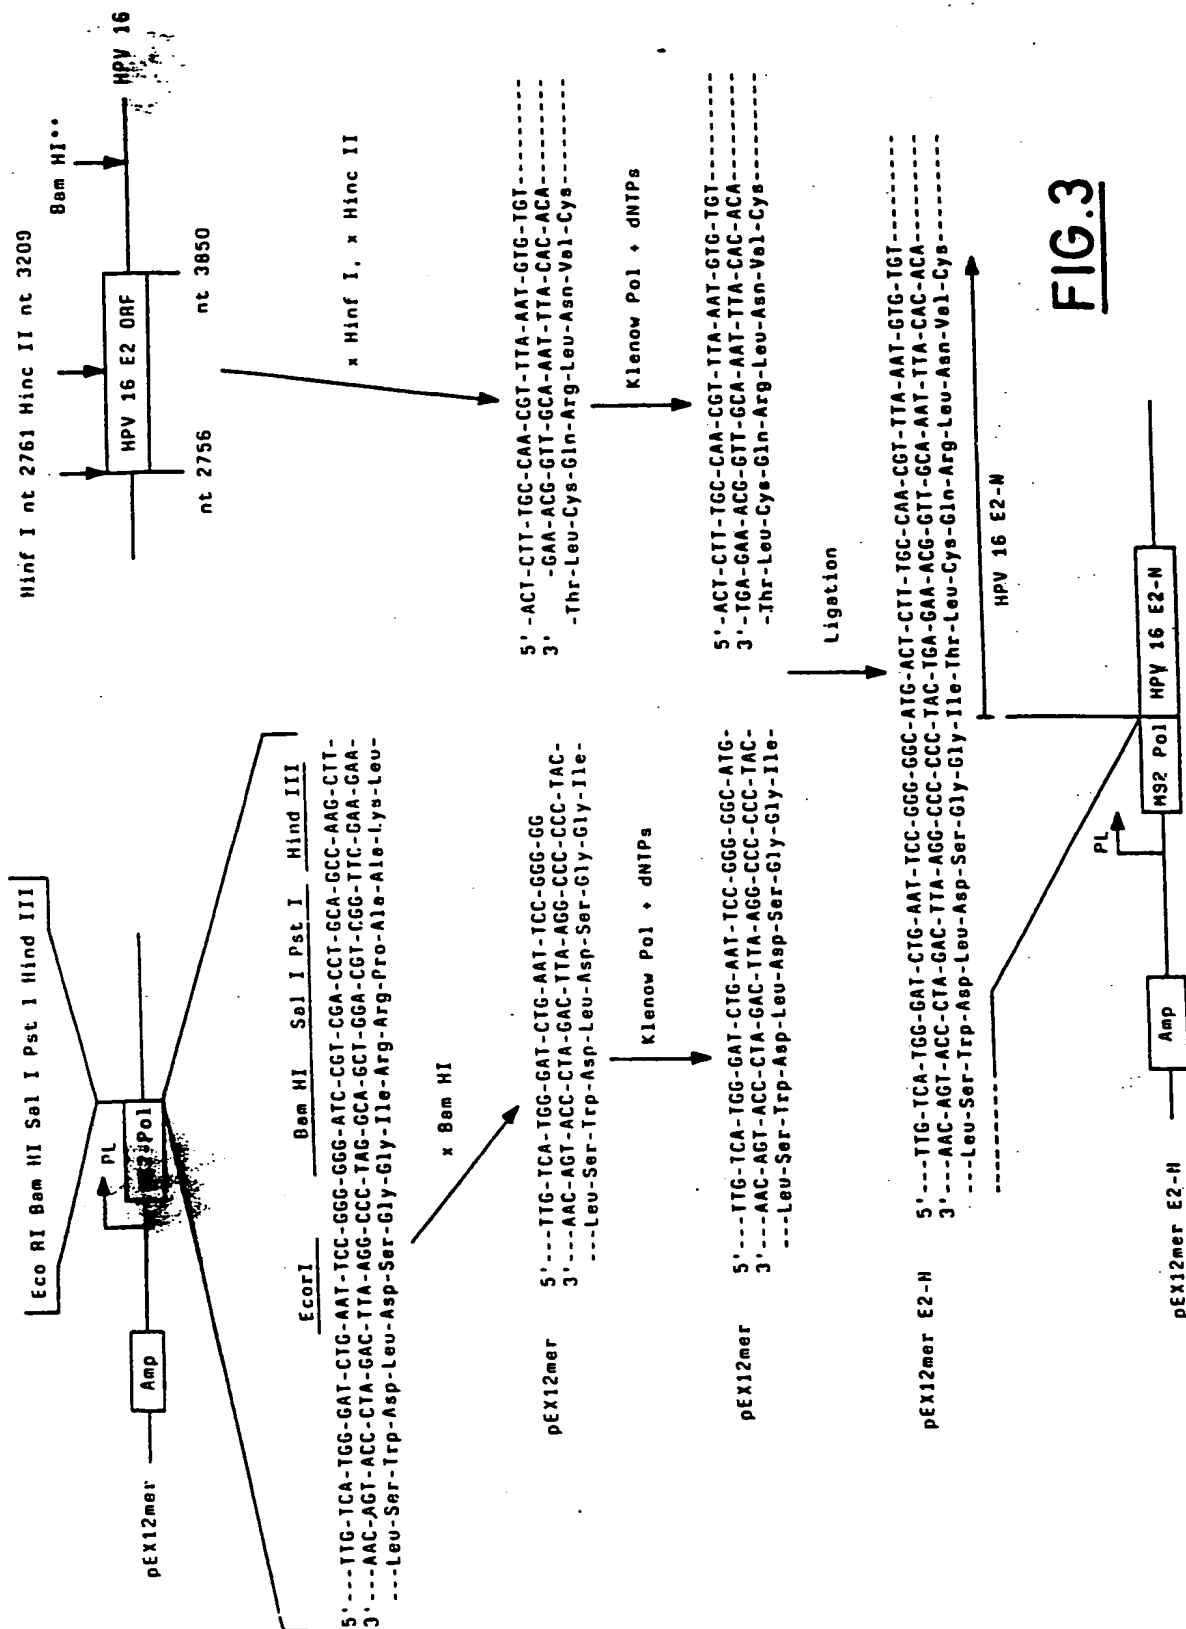 Eco RI Bam HI Sal I Pst I Hind III
PL
pEX12mer
Amp
Pol
EcorI Bam HI Sal I Pst I Hind III
5'---TTG-TCA-TGG-GAT-CTG-AAT-TCC-GGG-GGG-ATC-CGT-CGA-CCT-GCA-GCC-AAG-CTT-
3'---AAC-AGT-ACC-CTA-GAC-TTA-AGG-CCC-CCC-TAG-GCA-GCT-GGA-CGT-CGG-TTC-GAA-GAA-
---Leu-Ser-Trp-Asp-Leu-Asp-Ser-Gly-Gly-Ile-Arg-Arg-Pro-Ala-Ala-Lys-Leu-
x Bam HI
pEX12mer
5'---TTG-TCA-TGG-GAT-CTG-AAT-TCC-GGG-GG
3'---AAC-AGT-ACC-CTA-GAC-TTA-AGG-CCC-CCC-TAC-
---Leu-Ser-Trp-Asp-Leu-Asp-Ser-Gly-Gly-Ile-
Klenow Pol + dNTPs
pEX12mer
5'---TTG-TCA-TGG-GAT-CTG-AAT-TCC-GGG-GGC-ATG-
3'---AAC-AGT-ACC-CTA-GAC-TTA-AGG-CCC-CCC-TAC-
---Leu-Ser-Trp-Asp-Leu-Asp-Ser-Gly-Gly-Ile-
Hinf I nt 2761 Hinc II nt 3209
Bam HI**
HPV 16 E2 ORF
HPV 16
nt 2756
nt 3850
x Hinf I, x Hinc II
5'-ACT-CTT-TGC-CAA-CGT-TTA-AAT-GTG-TGT---------
3' -GAA-ACG-GTT-GCA-AAT-TTA-CAC-ACA---------
-Thr-Leu-Cys-Gln-Arg-Leu-Asn-Val-Cys---------
Klenow Pol + dNTPs
5'-ACT-CTT-TGC-CAA-CGT-TTA-AAT-GTG-TGT---------
3'-TGA-GAA-ACG-GTT-GCA-AAT-TTA-CAC-ACA---------
-Thr-Leu-Cys-Gln-Arg-Leu-Asn-Val-Cys---------
Ligation
pEX12mer E2-N
5'---TTG-TCA-TGG-GAT-CTG-AAT-TCC-GGG-GGC-ATG-ACT-CTT-TGC-CAA-CGT-TTA-AAT-GTG-TGT---------
3'---AAC-AGT-ACC-CTA-GAC-TTA-AGG-CCC-CCC-TAC-TGA-GAA-ACG-GTT-GCA-AAT-TTA-CAC-ACA---------
---Leu-Ser-Trp-Asp-Leu-Asp-Ser-Gly-Gly-Ile-Thr-Leu-Cys-Gln-Arg-Leu-Asn-Val-Cys---------
HPV 16 E2-N
PL
pEX12mer E2-N
Amp
MS2 Pol
HPV 16 E2-N
FIG.3